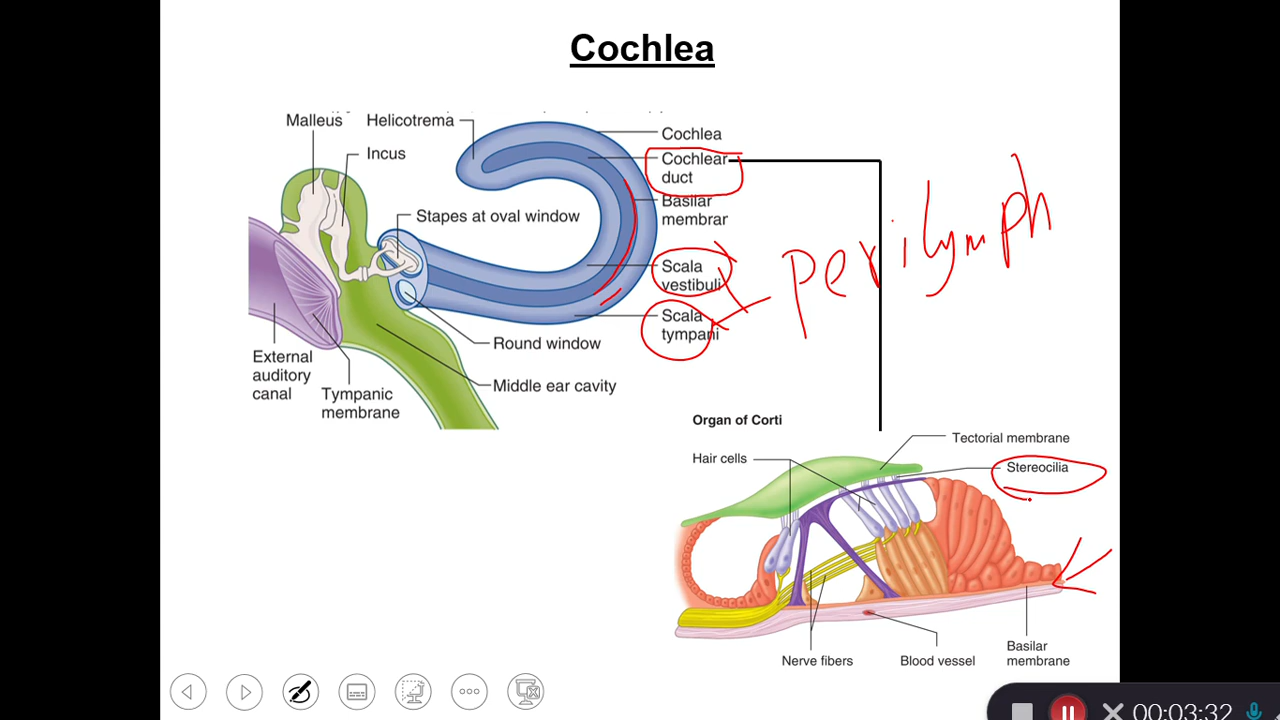 Cochlea
Malleus
Helicotrema
Incus
Stapes at oval window
Cochlea
Cochlear
duct
Basilar
membrar
Scala
vestibuli
Scala
tympani
perilymph
Round window
Middle ear cavity
External
auditory
canal
Tympanic
membrane
Organ of Corti
Tectorial membrane
Hair cells
Stereocilia
Nerve fibers
Blood vessel
Basilar
membrane
00:03:32